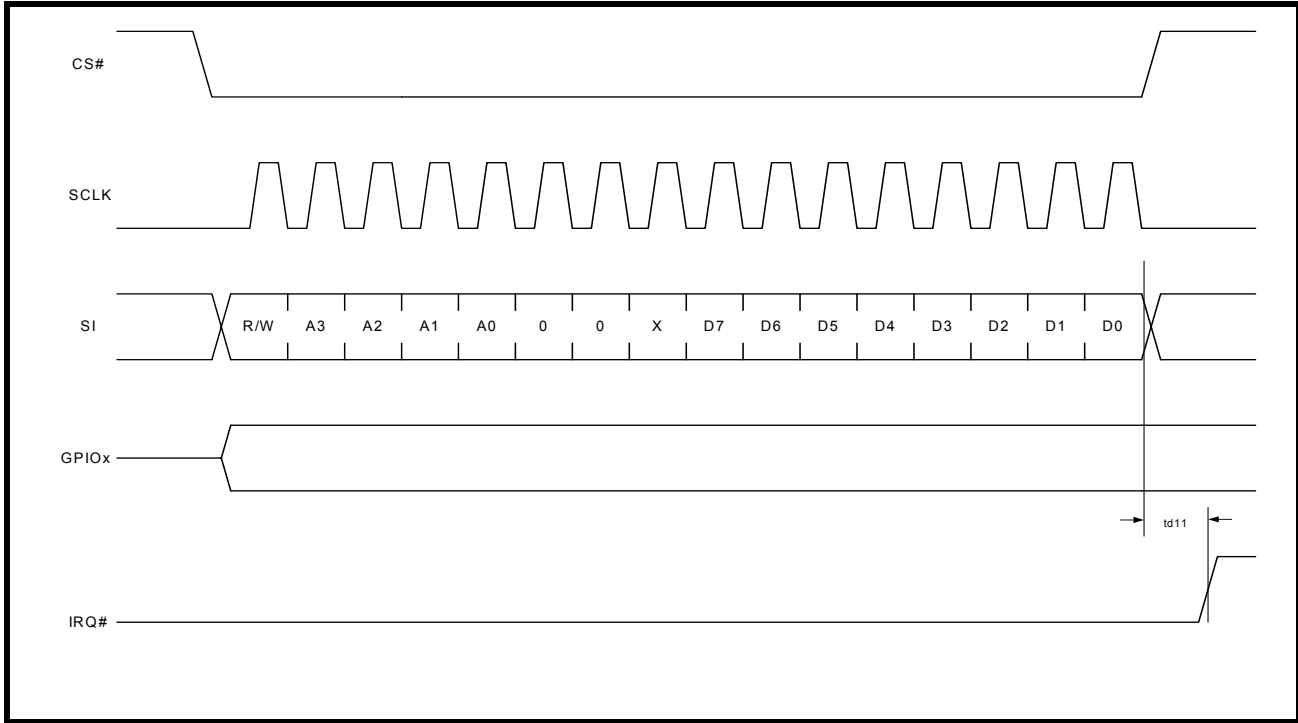 CS#
SCLK
SI R/W A3 A2 A1 A0 0 0 X D7 D6 D5 D4 D3 D2 D1 D0
GPIOx
td11
IRQ#